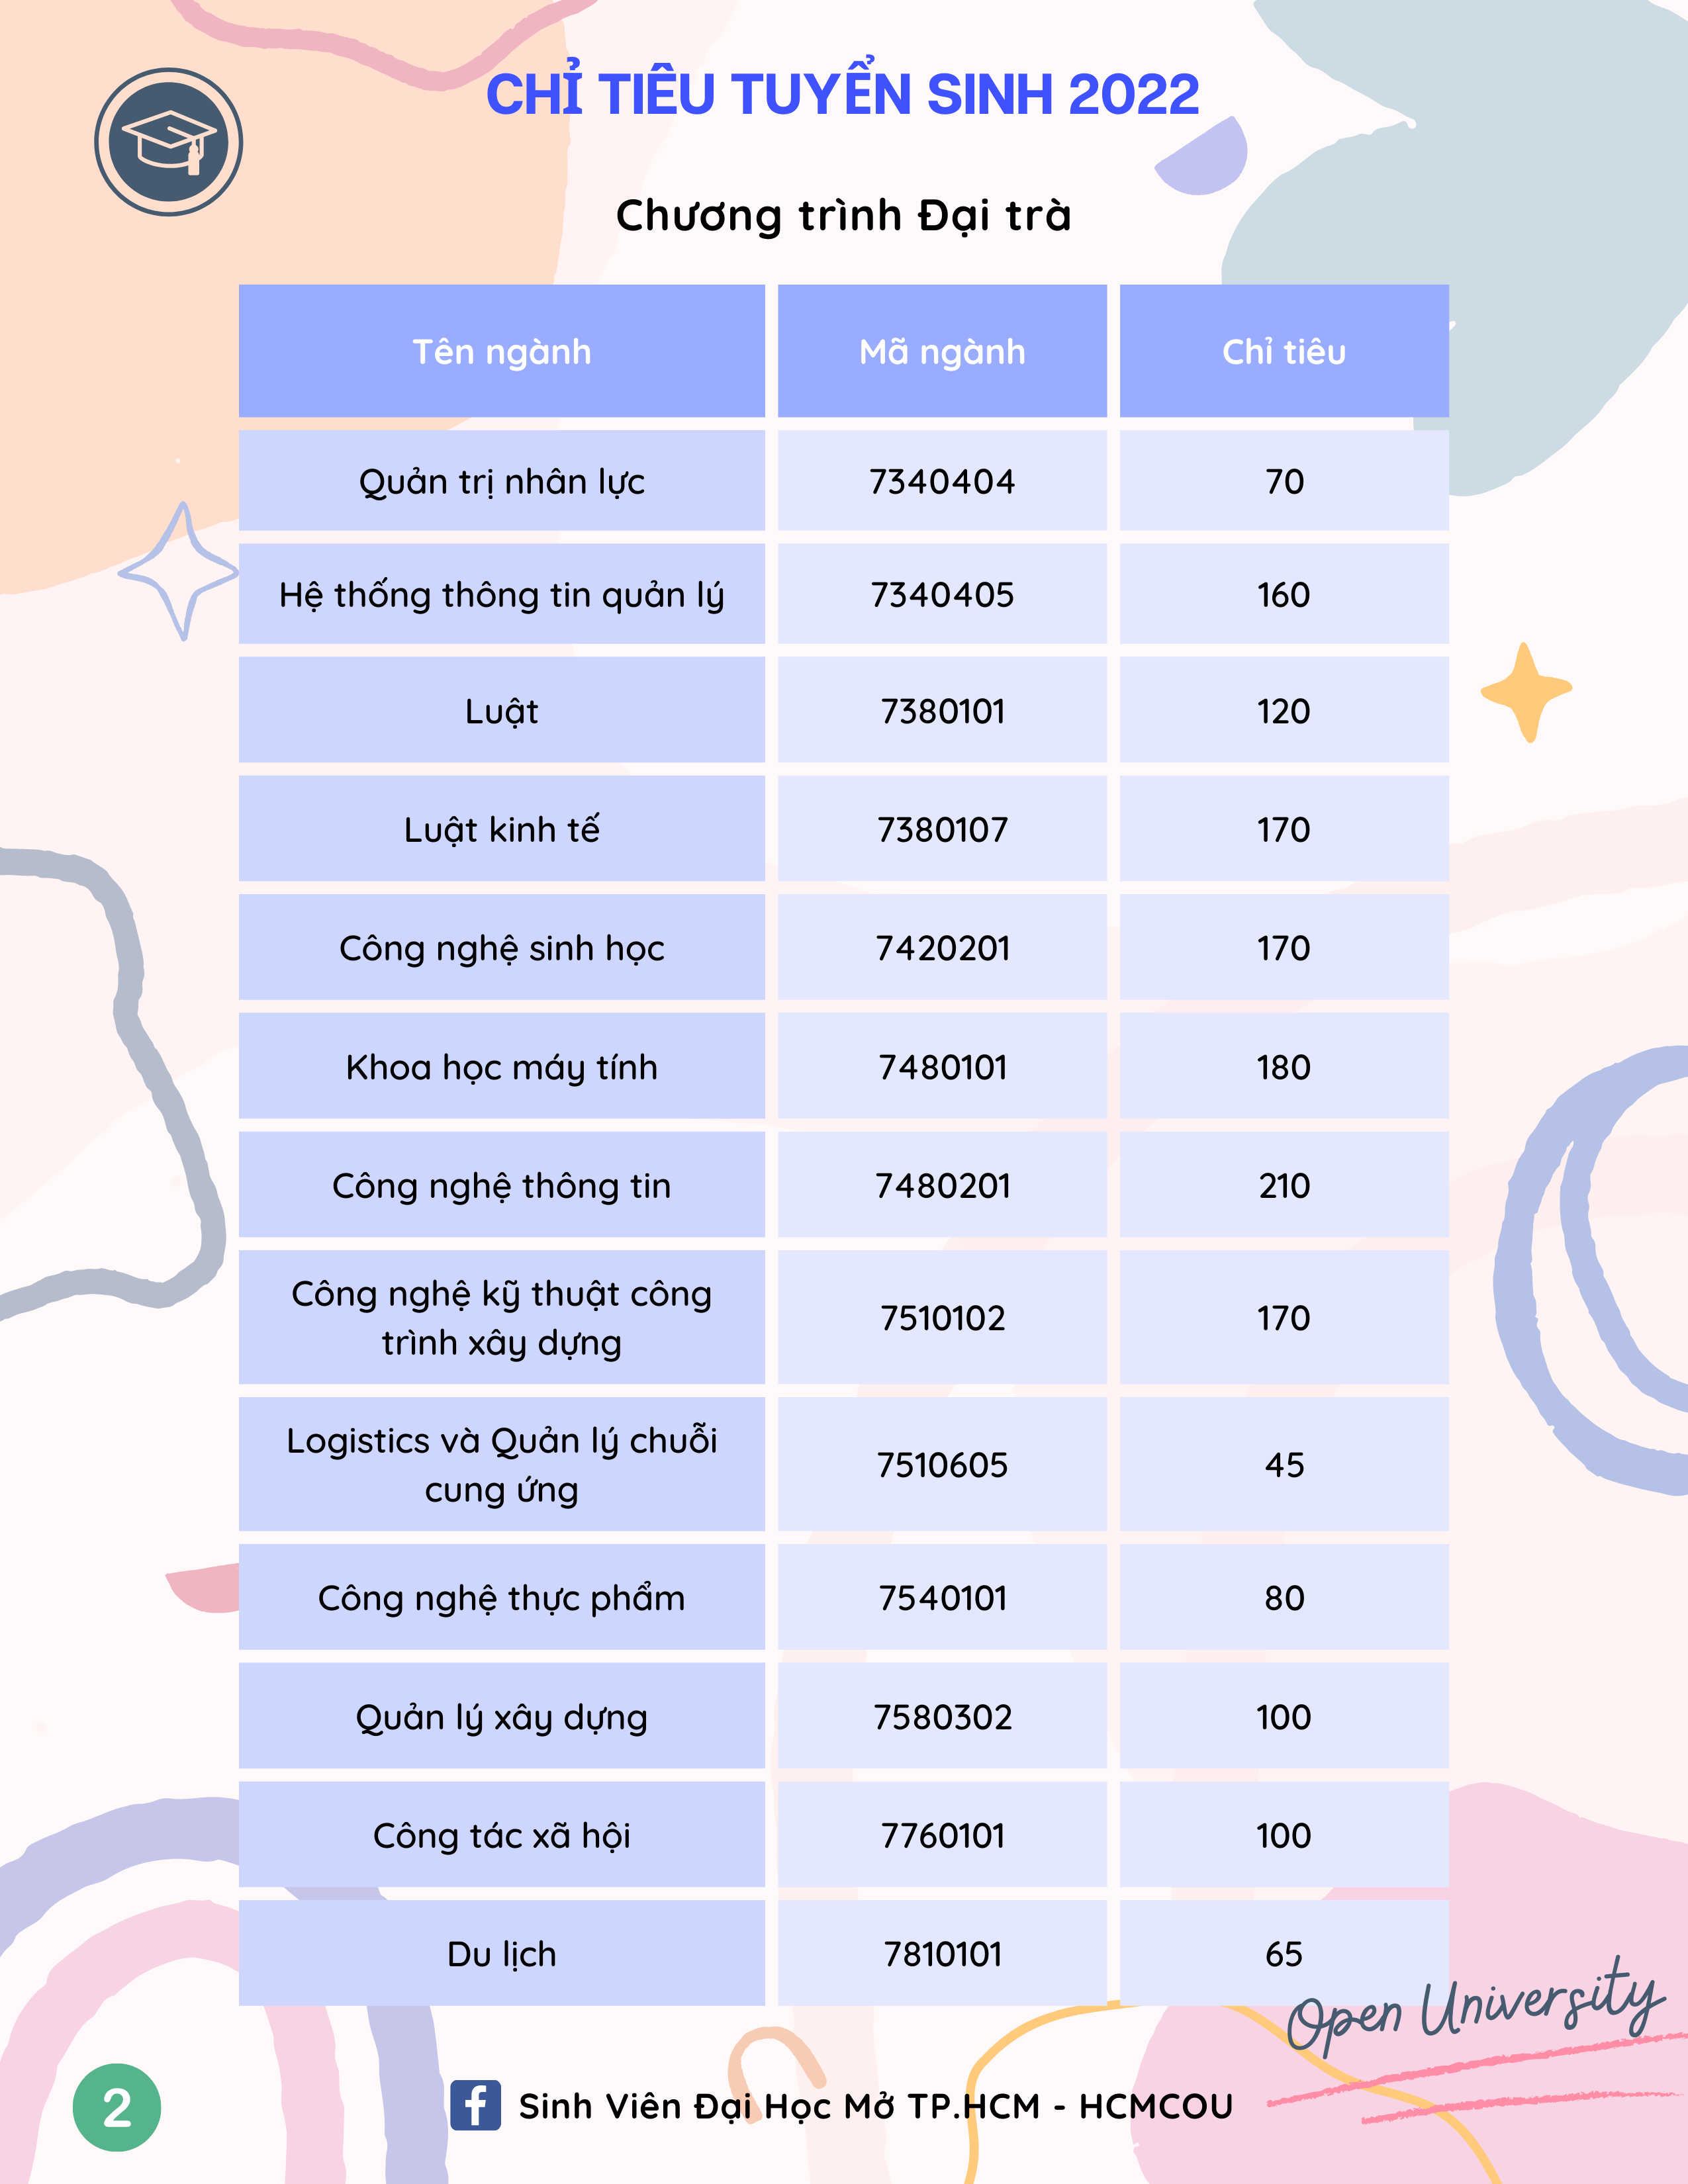 CHỈ TIÊU TUYỂN SINH 2022
Chương trình Đại trà
Tên ngành Mã ngành Chỉ tiêu
Quản trị nhân lực 7340404 70
Hệ thống thông tin quản lý 7340405 160
Luật 7380101 120
Luật kinh tế 7380107 170
Công nghệ sinh học 7420201 170
Khoa học máy tính 7480101 180
Công nghệ thông tin 7480201 210
Công nghệ kỹ thuật công
trình xây dựng 7510102 170
Logistics và Quản lý chuỗi
cung ứng 7510605 45
Công nghệ thực phẩm 7540101 80
Quản lý xây dựng 7580302 100
Công tác xã hội 7760101 100
Du lịch 7810101 65
Open University
2 Sinh Viên Đại Học Mở TP.HCM - HCMCOU